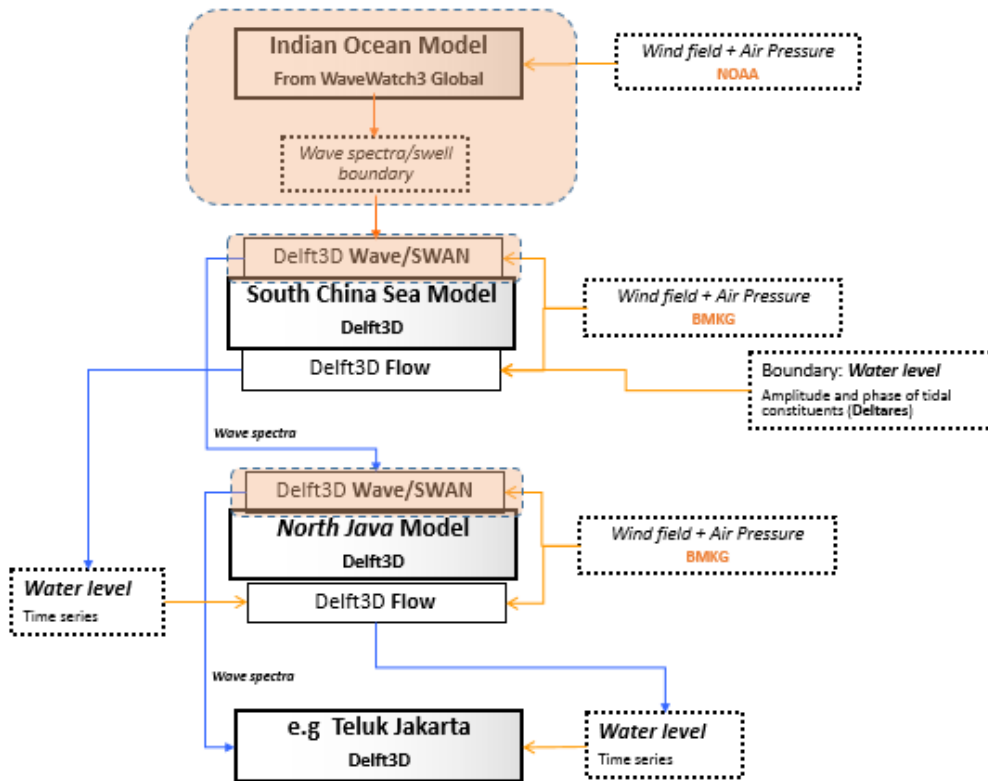 Indian Ocean Model
From WaveWatch3 Global
Wind field + Air Pressure
NOAA
Wave spectra/swell
boundary
Delft3D Wave/SWAN
South China Sea Model
Delft3D
Delft3D Flow
Wind field + Air Pressure
BMKG
Boundary: Water level
Amplitude and phase of tidal
constituents (Deltares)
Wave spectra
Delft3D Wave/SWAN
North Java Model
Delft3D
Delft3D Flow
Wind field + Air Pressure
BMKG
Water level
Time series
Wave spectra
e.g Teluk Jakarta
Delft3D
Water level
Time series